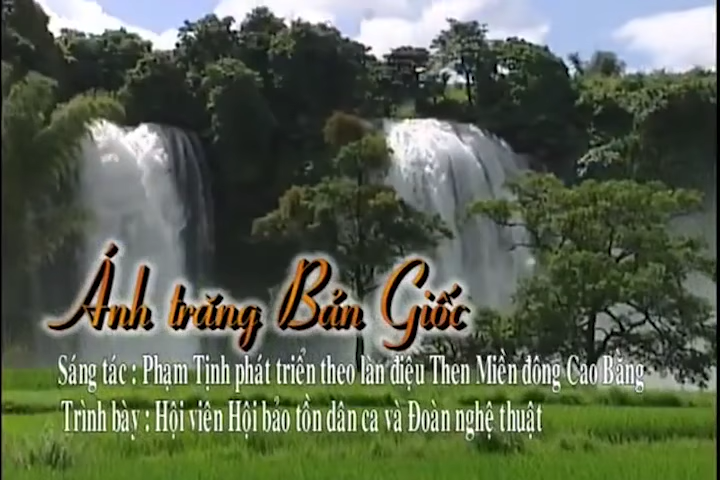 Ánh trăng Bản Giốc
Sáng tác : Phạm Tịnh phát triển theo làn điệu Then Miền đông Cao Bằng
Trình bày : Hội viên Hội bảo tồn dân ca và Đoàn nghệ thuật